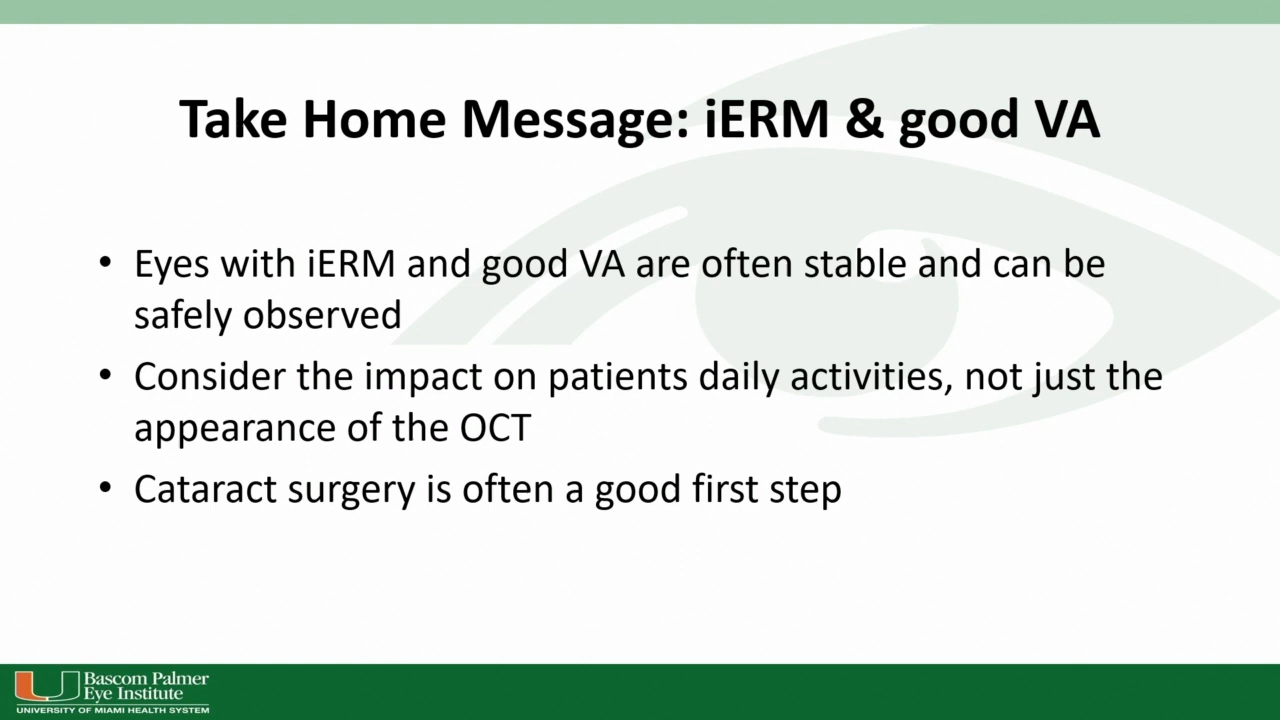 Take Home Message: iERM & good VA
• Eyes with iERM and good VA are often stable and can be
safely observed
• Consider the impact on patients daily activities, not just the
appearance of the OCT
• Cataract surgery is often a good first step
Bascom Palmer
Eye Institute
UNIVERSITY OF MIAMI HEALTH SYSTEM